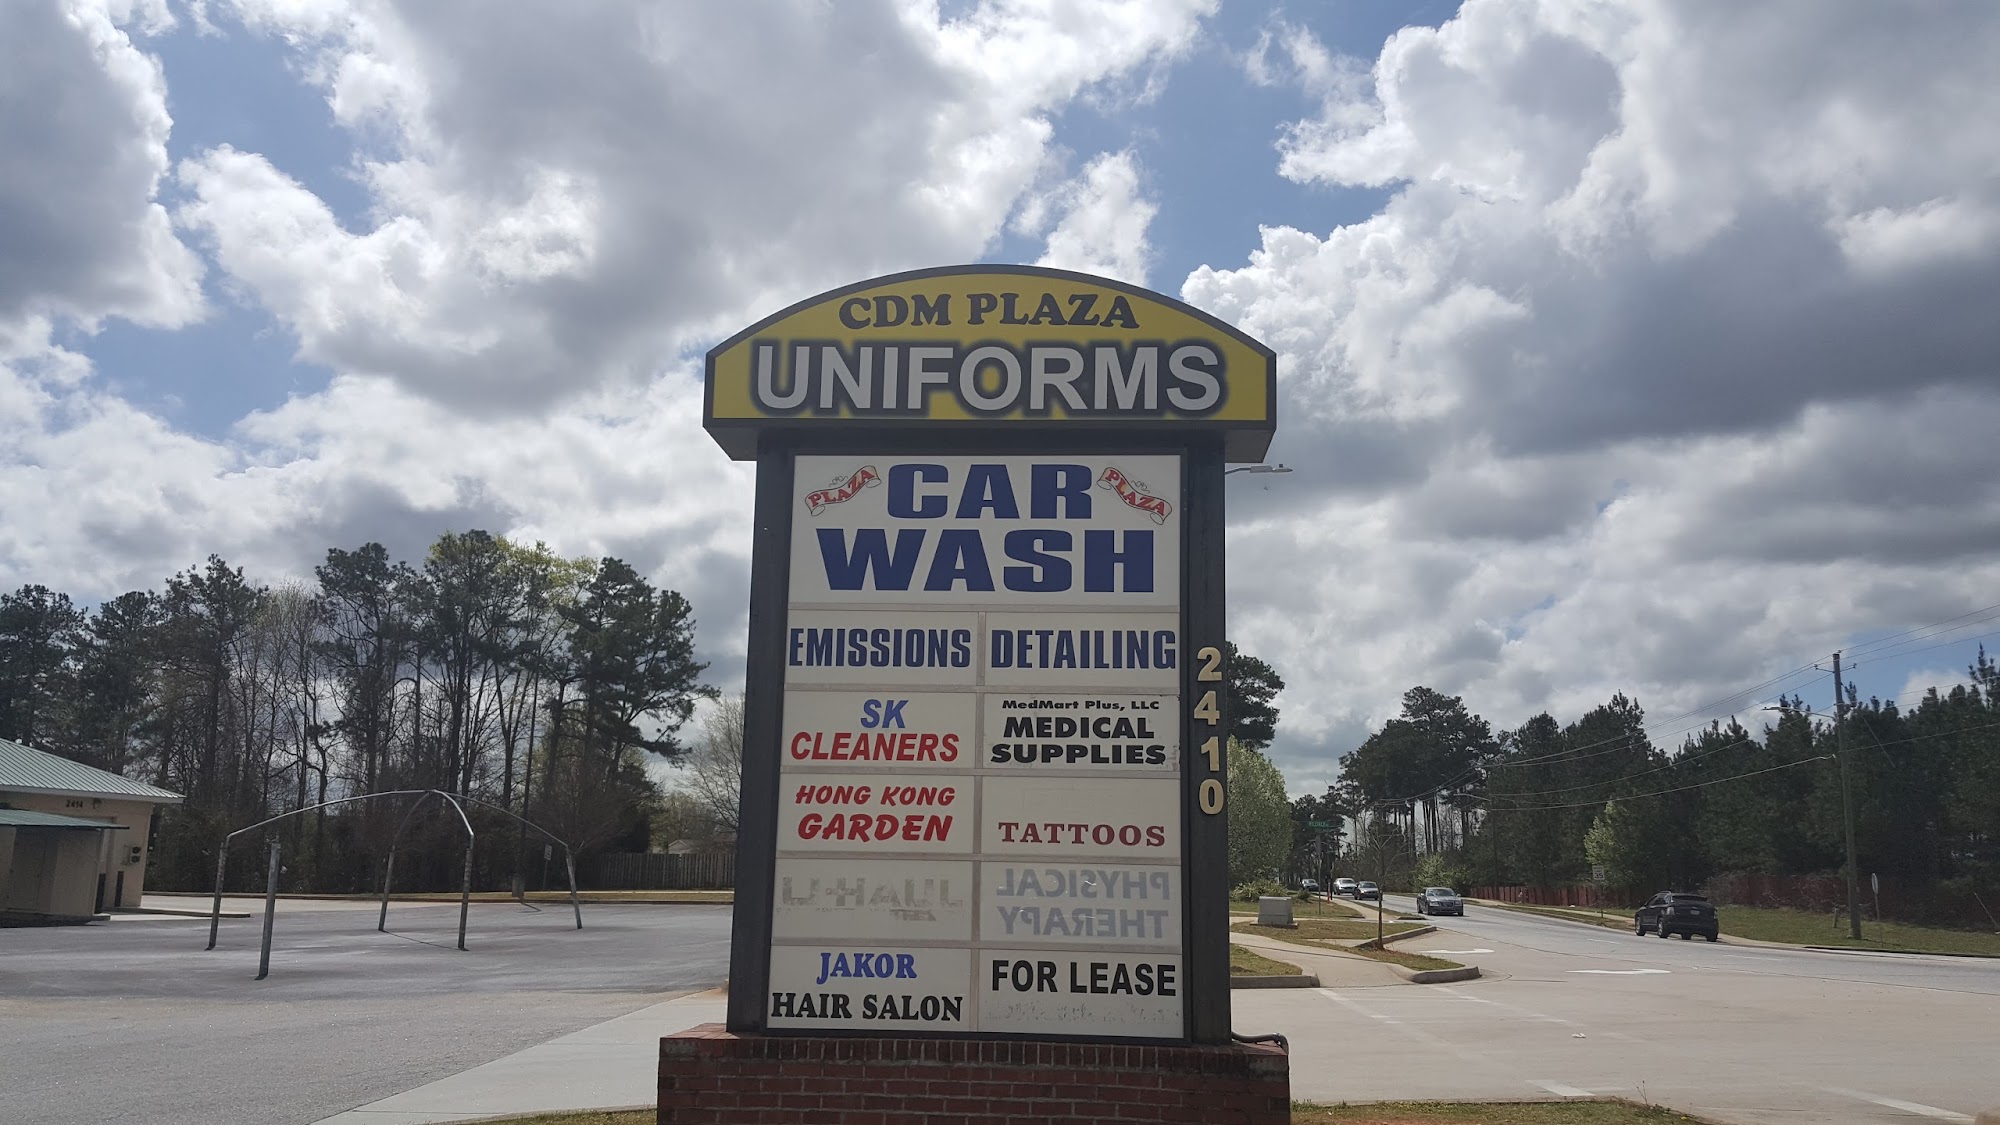 CDM PLAZA
UNIFORMS
PLAZA CAR PLAZA
WASH
EMISSIONS DETAILING
SK
CLEANERS
MedMart Plus, LLC
MEDICAL
SUPPLIES
HONG KONG
GARDEN
TATTOOS
PHYSICAL
THERAPY
JAKOR
HAIR SALON
FOR LEASE
2410
2414